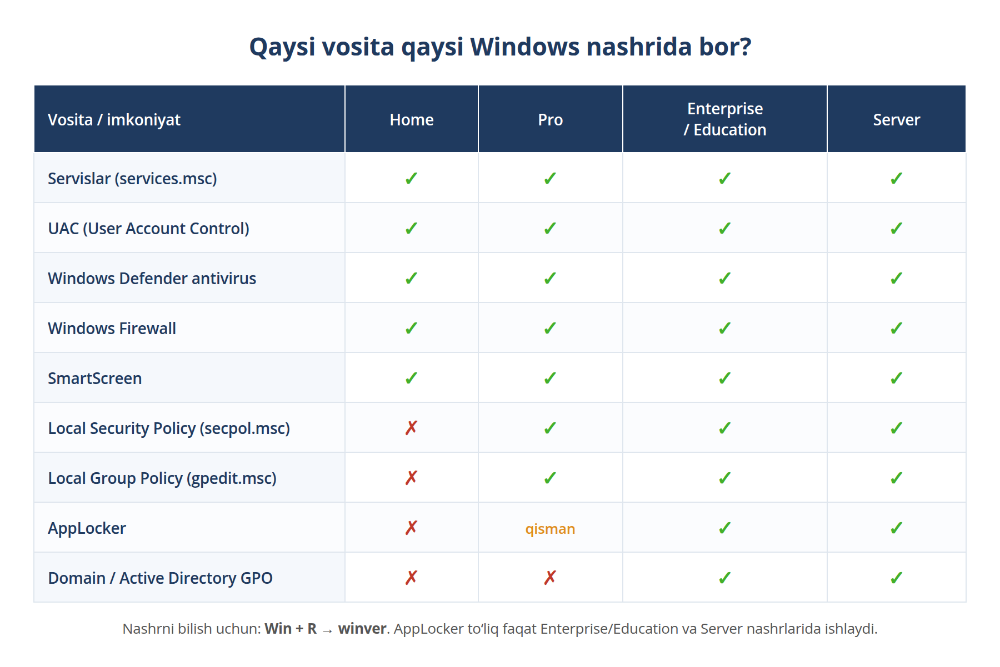 Qaysi vosita qaysi Windows nashrida bor?
Vosita / imkoniyat Home Pro Enterprise / Education Server
Servislar (services.msc) ✓ ✓ ✓ ✓
UAC (User Account Control) ✓ ✓ ✓ ✓
Windows Defender antivirus ✓ ✓ ✓ ✓
Windows Firewall ✓ ✓ ✓ ✓
SmartScreen ✓ ✓ ✓ ✓
Local Security Policy (secpol.msc) ✗ ✓ ✓ ✓
Local Group Policy (gpedit.msc) ✗ ✓ ✓ ✓
AppLocker ✗ qisman ✓ ✓
Domain / Active Directory GPO ✗ ✗ ✓ ✓
Nashrni bilish uchun: Win + R → winver. AppLocker toʻliq faqat Enterprise/Education va Server nashrlarida ishlaydi.